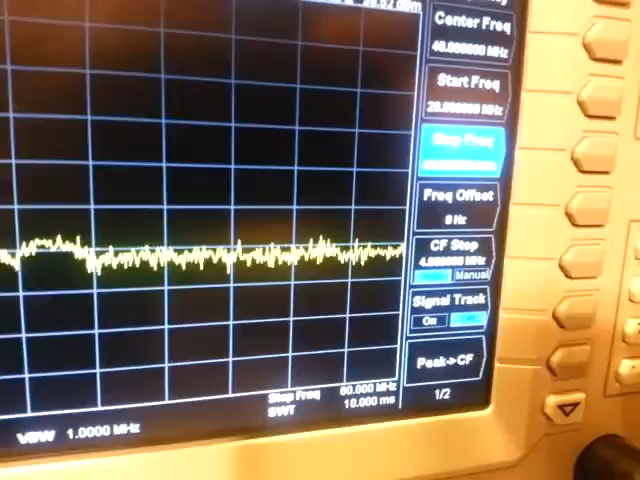 Center Freq
40.000000 MHz
Start Freq
20.000000 MHz
Stop Freq
Freq Offset
0 Hz
CF Step
4.000000 MHz
Manual
Signal Track
On
Peak->CF
1/2
Stop Freq 60.000 MHz
SWT 10.000 ms
VBW 1.0000 MHz